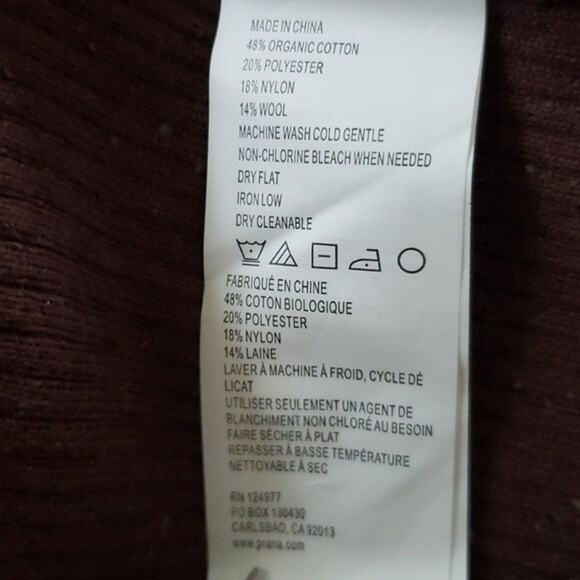 MADE IN CHINA
48% ORGANIC COTTON
20% POLYESTER
18% NYLON
14% WOOL
MACHINE WASH COLD GENTLE
NON-CHLORINE BLEACH WHEN NEEDED
DRY FLAT
IRON LOW
DRY CLEANABLE
FABRIQUÉ EN CHINE
48% COTON BIOLOGIQUE
20% POLYESTER
18% NYLON
14% LAINE
LAVER À MACHINE À FROID, CYCLE DÉ
LICAT
UTILISER SEULEMENT UN AGENT DE
BLANCHIMENT NON CHLORÉ AU BESOIN
FAIRE SÉCHER À PLAT
REPASSER À BASSE TEMPÉRATURE
NETTOYABLE À SEC
RN 124977
PO BOX 130430
CARLSBAD, CA 92013
www.prana.com